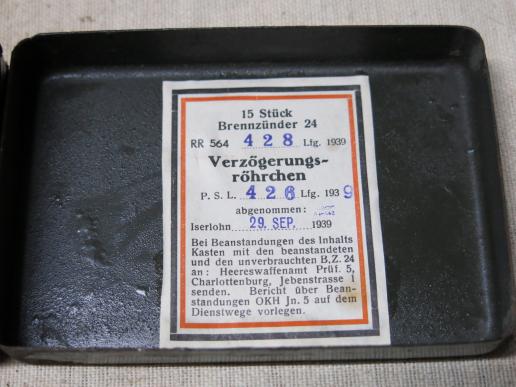 15 Stück
Brennzünder 24
RR 564 428 Lfg. 1939
Verzögerungs-
röhrchen
P. S. L. 426 Lfg. 1939
abgenommen:
Iserlohn 29. SEP. 1939
Bei Beanstandungen des Inhalts
Kasten mit den beanstandeten
und den unverbrauchten B.Z. 24
an: Heereswaffenamt Prüf. 5,
Charlottenburg, Jebenstrasse 1
senden. Bericht über Bean-
standungen OKH Jn. 5 auf dem
Dienstwege vorlegen.